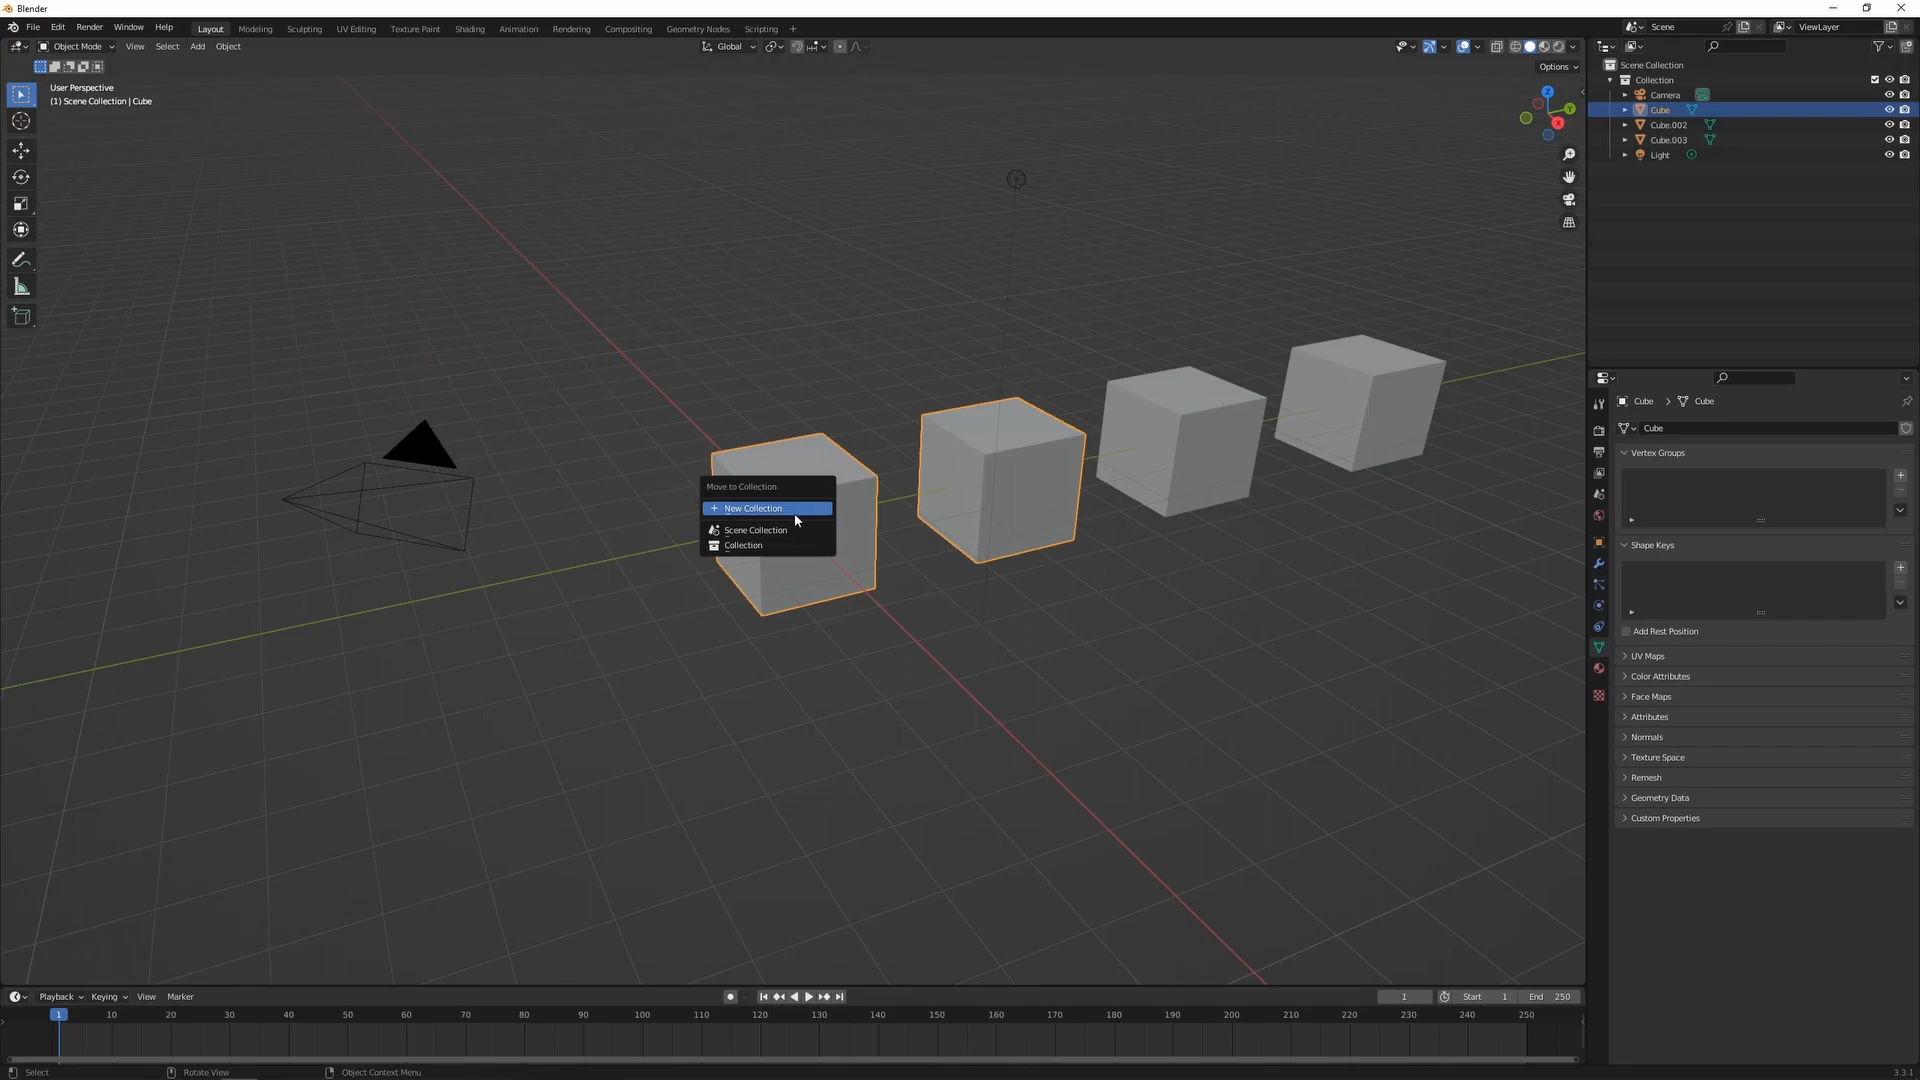 Blender
File Edit Render Window Help Layout Modeling Sculpting UV Editing Texture Paint Shading Animation Rendering Compositing Geometry Nodes Scripting + Scene ViewLayer
Object Mode View Select Add Object Global
Options
User Perspective
(1) Scene Collection | Cube
Z
Y
X
Scene Collection
Collection
Camera
Cube
Cube.002
Cube.003
Light
Move to Collection
New Collection
Scene Collection
Collection
Cube > Cube
Cube
Vertex Groups
Shape Keys
Add Rest Position
UV Maps
Color Attributes
Face Maps
Attributes
Normals
Texture Space
Remesh
Geometry Data
Custom Properties
Playback Keying View Marker 1 Start 1 End 250
1 10 20 30 40 50 60 70 80 90 100 110 120 130 140 150 160 170 180 190 200 210 220 230 240 250
Select Rotate View Object Context Menu 3.3.1